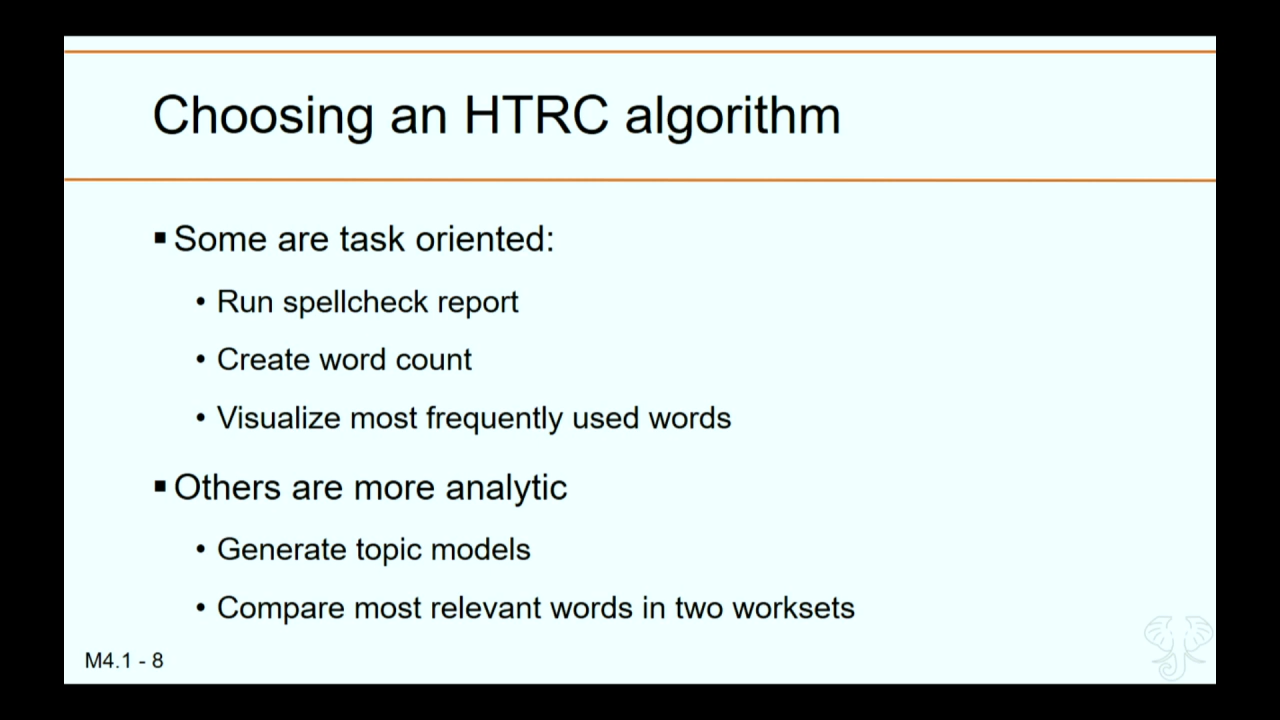 Choosing an HTRC algorithm
▪ Some are task oriented:
• Run spellcheck report
• Create word count
• Visualize most frequently used words
▪ Others are more analytic
• Generate topic models
• Compare most relevant words in two worksets
M4.1 - 8